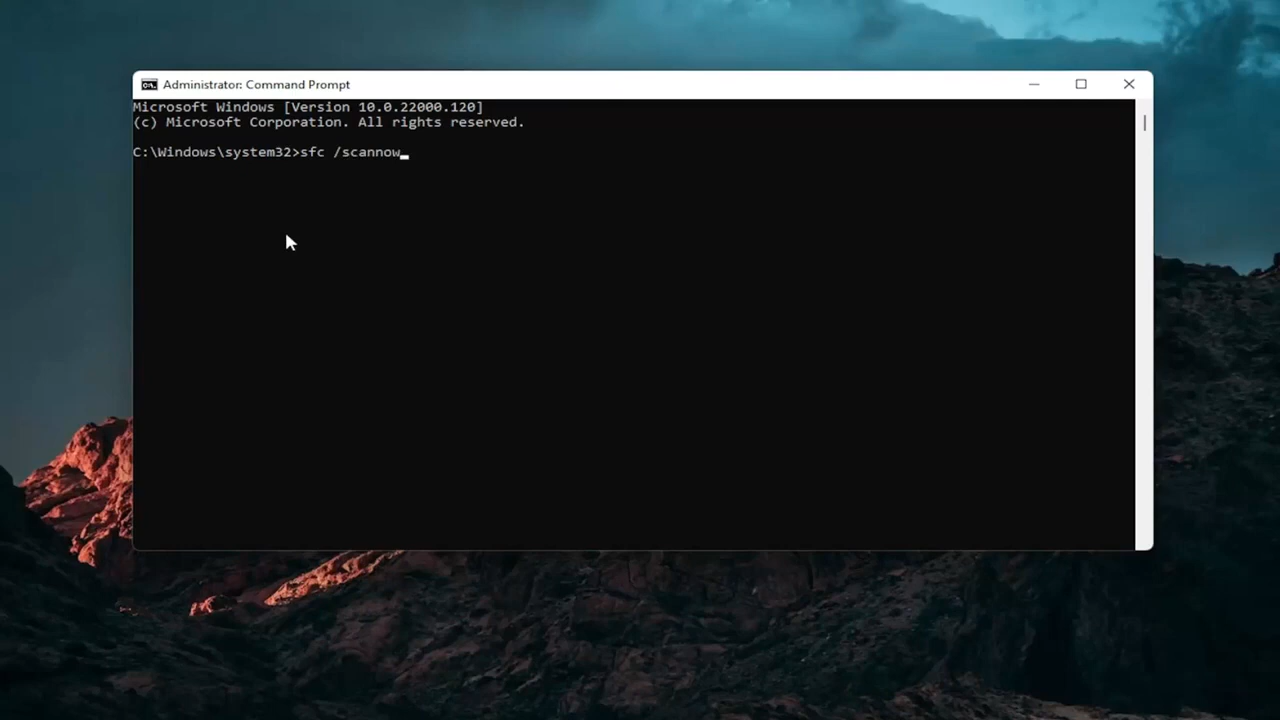 Administrator: Command Prompt
Microsoft Windows [Version 10.0.22000.120]
(c) Microsoft Corporation. All rights reserved.
C:\Windows\system32>sfc /scannow